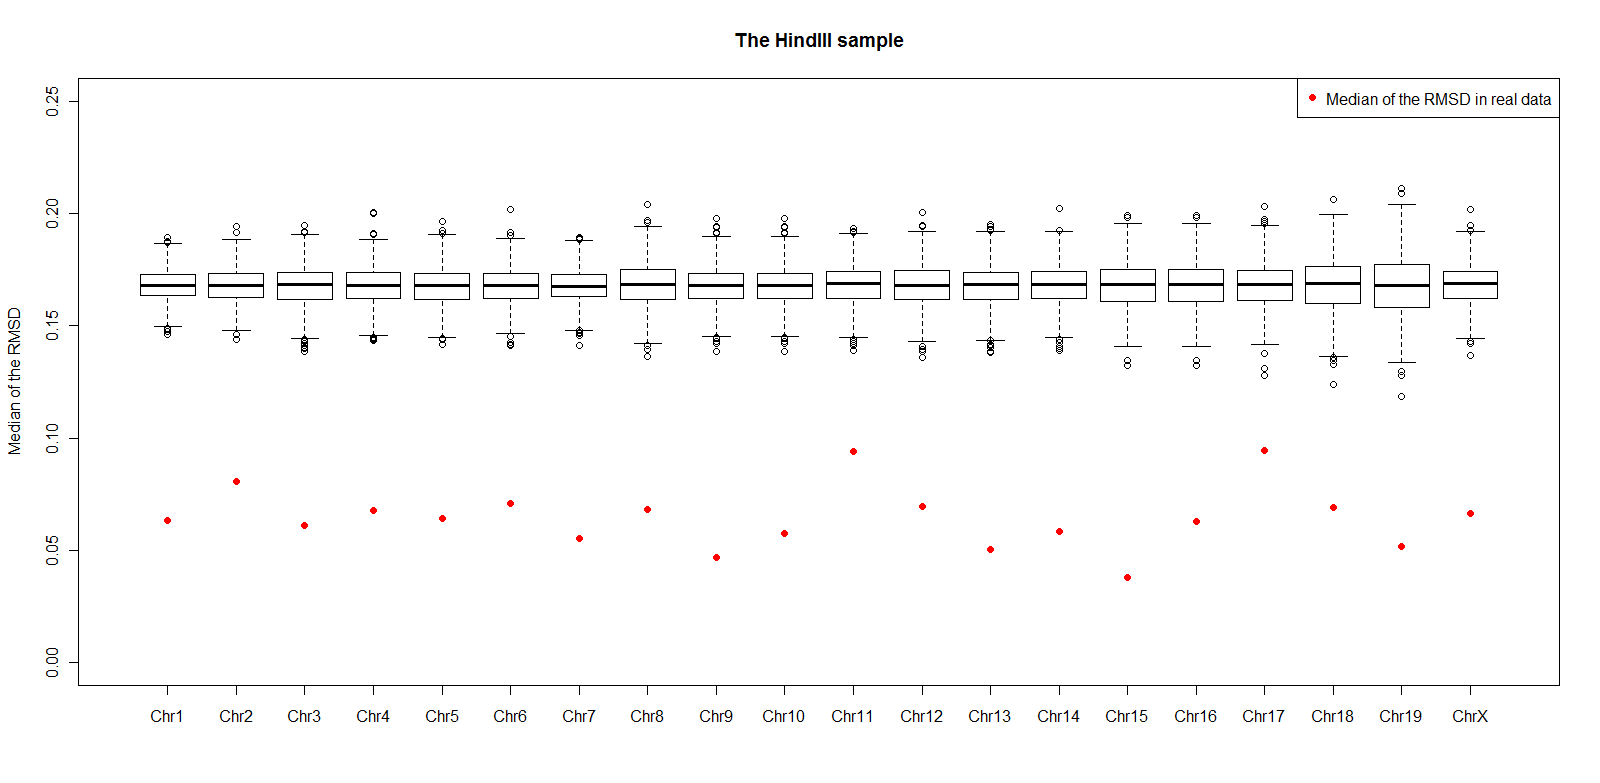 The HindIII sample
Median of the RMSD in real data
Median of the RMSD
0.25
0.20
0.15
0.10
0.05
0.00
Chr1 Chr2 Chr3 Chr4 Chr5 Chr6 Chr7 Chr8 Chr9 Chr10 Chr11 Chr12 Chr13 Chr14 Chr15 Chr16 Chr17 Chr18 Chr19 ChrX